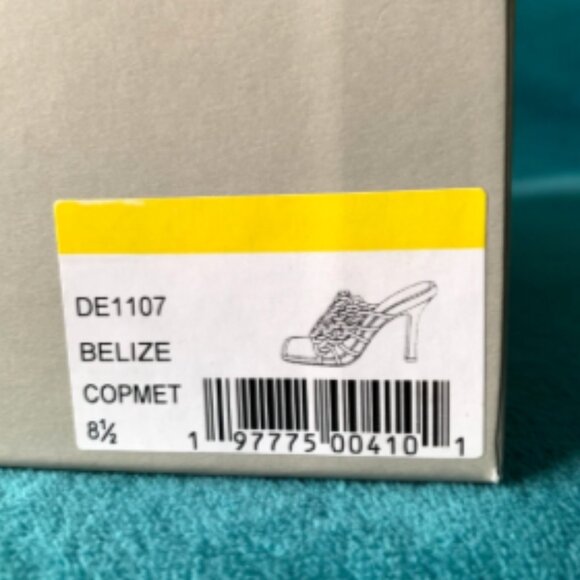 DE1107
BELIZE
COPMET
8½
1 97775 00410 1